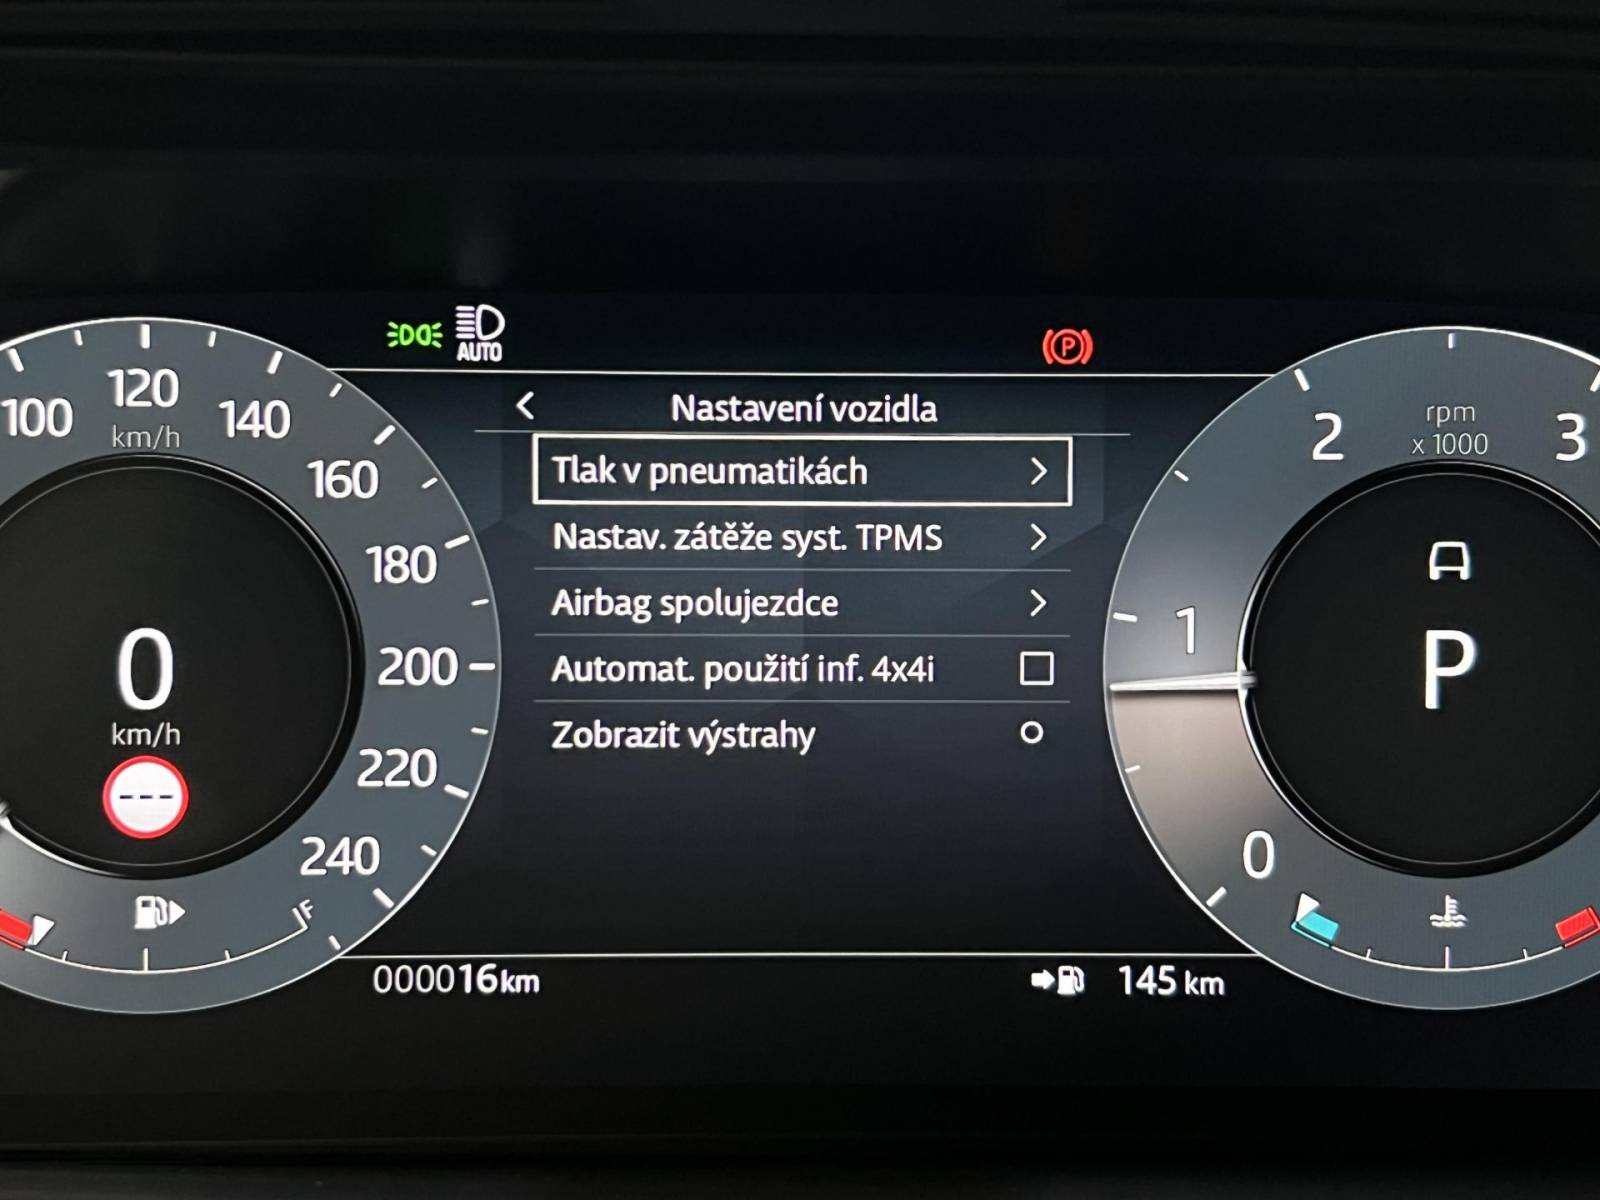 AUTO
P
Nastavení vozidla
Tlak v pneumatikách
Nastav. zátěže syst. TPMS
Airbag spolujezdce
Automat. použití inf. 4x4i
Zobrazit výstrahy
100
120
km/h
140
160
180
200
220
240
0
km/h
---
F
000016km
145 km
0
1
2
3
rpm
x 1000
P